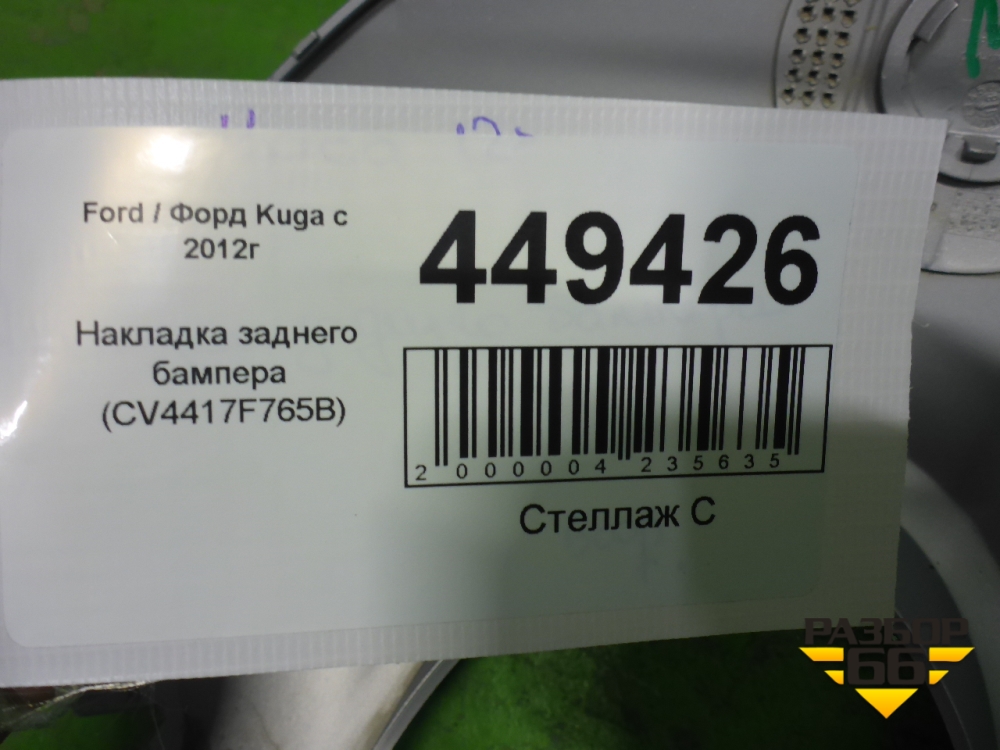 Ford / Форд Kuga с
2012г
Накладка заднего
бампера
(CV4417F765B)
449426
2 000004 235635
Стеллаж С
РАЗБОР
66